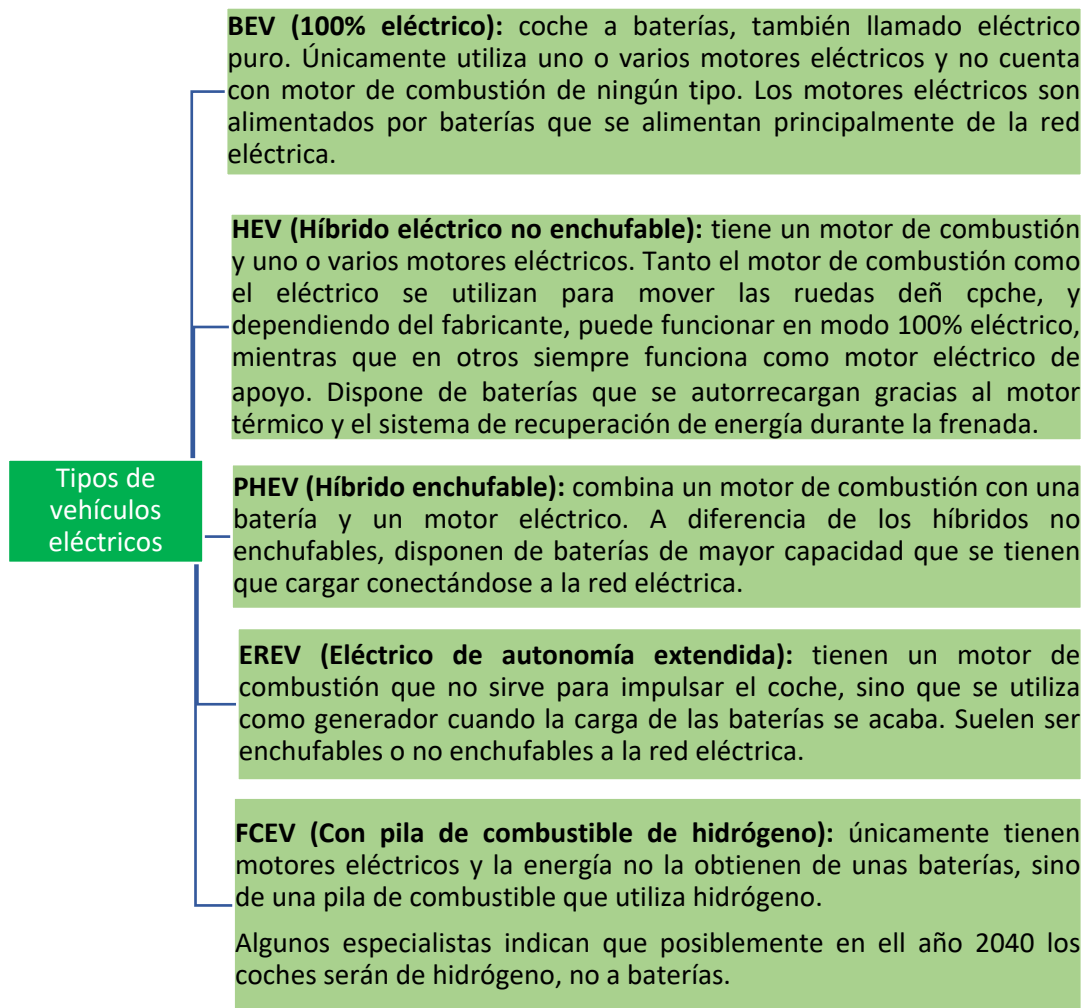 BEV (100% eléctrico): coche a baterías, también llamado eléctrico
puro. Únicamente utiliza uno o varios motores eléctricos y no cuenta
con motor de combustión de ningún tipo. Los motores eléctricos son
alimentados por baterías que se alimentan principalmente de la red
eléctrica.
HEV (Híbrido eléctrico no enchufable): tiene un motor de combustión
y uno o varios motores eléctricos. Tanto el motor de combustión como
el eléctrico se utilizan para mover las ruedas deñ cpche, y
dependiendo del fabricante, puede funcionar en modo 100% eléctrico,
mientras que en otros siempre funciona como motor eléctrico de
apoyo. Dispone de baterías que se autorrecargan gracias al motor
térmico y el sistema de recuperación de energía durante la frenada.
Tipos de
vehículos
eléctricos
PHEV (Híbrido enchufable): combina un motor de combustión con una
batería y un motor eléctrico. A diferencia de los híbridos no
enchufables, disponen de baterías de mayor capacidad que se tienen
que cargar conectándose a la red eléctrica.
EREV (Eléctrico de autonomía extendida): tienen un motor de
combustión que no sirve para impulsar el coche, sino que se utiliza
como generador cuando la carga de las baterías se acaba. Suelen ser
enchufables o no enchufables a la red eléctrica.
FCEV (Con pila de combustible de hidrógeno): únicamente tienen
motores eléctricos y la energía no la obtienen de unas baterías, sino
de una pila de combustible que utiliza hidrógeno.
Algunos especialistas indican que posiblemente en ell año 2040 los
coches serán de hidrógeno, no a baterías.